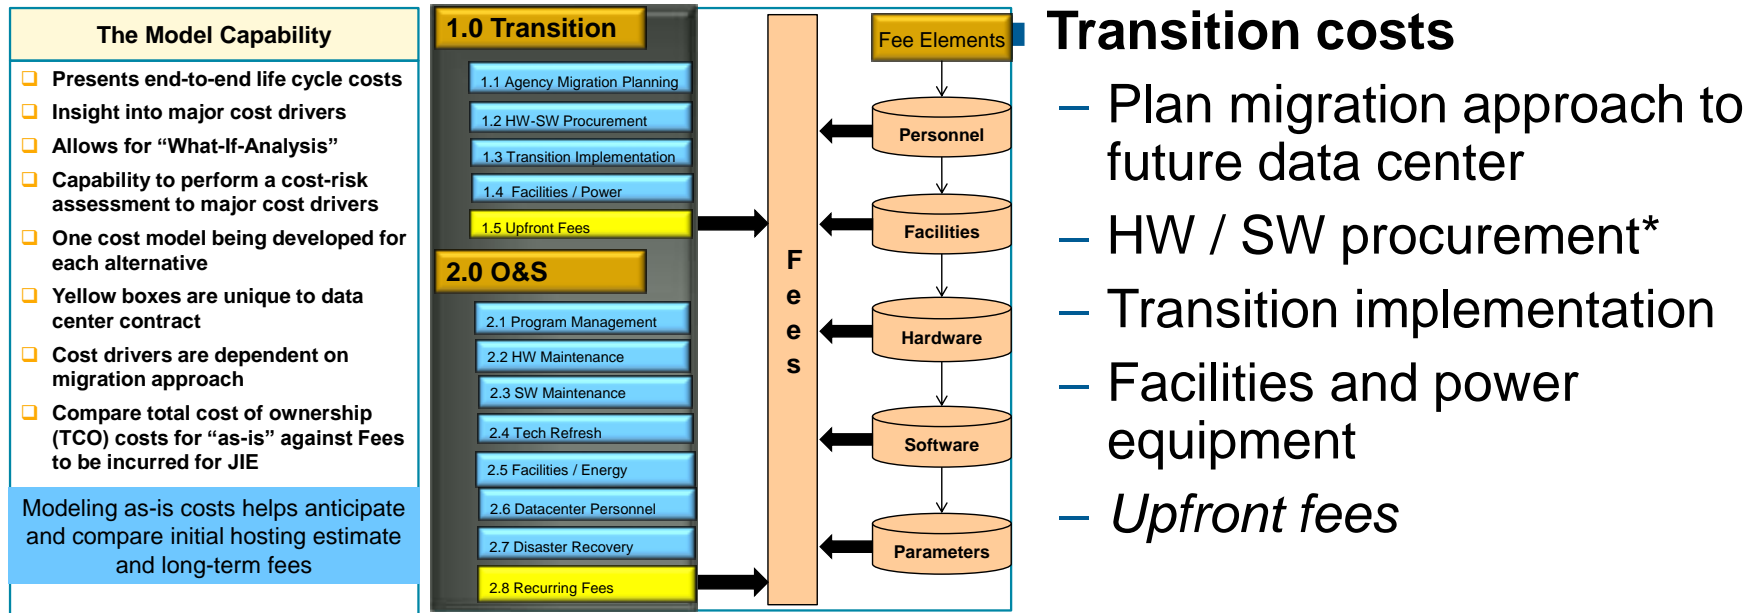 The Model Capability
Presents end-to-end life cycle costs
Insight into major cost drivers
Allows for “What-If-Analysis”
Capability to perform a cost-risk
assessment to major cost drivers
One cost model being developed for
each alternative
Yellow boxes are unique to data
center contract
Cost drivers are dependent on
migration approach
Compare total cost of ownership
(TCO) costs for “as-is” against Fees
to be incurred for JIE
Modeling as-is costs helps anticipate
and compare initial hosting estimate
and long-term fees
1.0 Transition
1.1 Agency Migration Planning
1.2 HW-SW Procurement
1.3 Transition Implementation
1.4 Facilities / Power
1.5 Upfront Fees
2.0 O&S
2.1 Program Management
2.2 HW Maintenance
2.3 SW Maintenance
2.4 Tech Refresh
2.5 Facilities / Energy
2.6 Datacenter Personnel
2.7 Disaster Recovery
2.8 Recurring Fees
F
e
e
s
Fee Elements
Personnel
Facilities
Hardware
Software
Parameters
Transition costs
– Plan migration approach to
future data center
– HW / SW procurement*
– Transition implementation
– Facilities and power
equipment
– Upfront fees